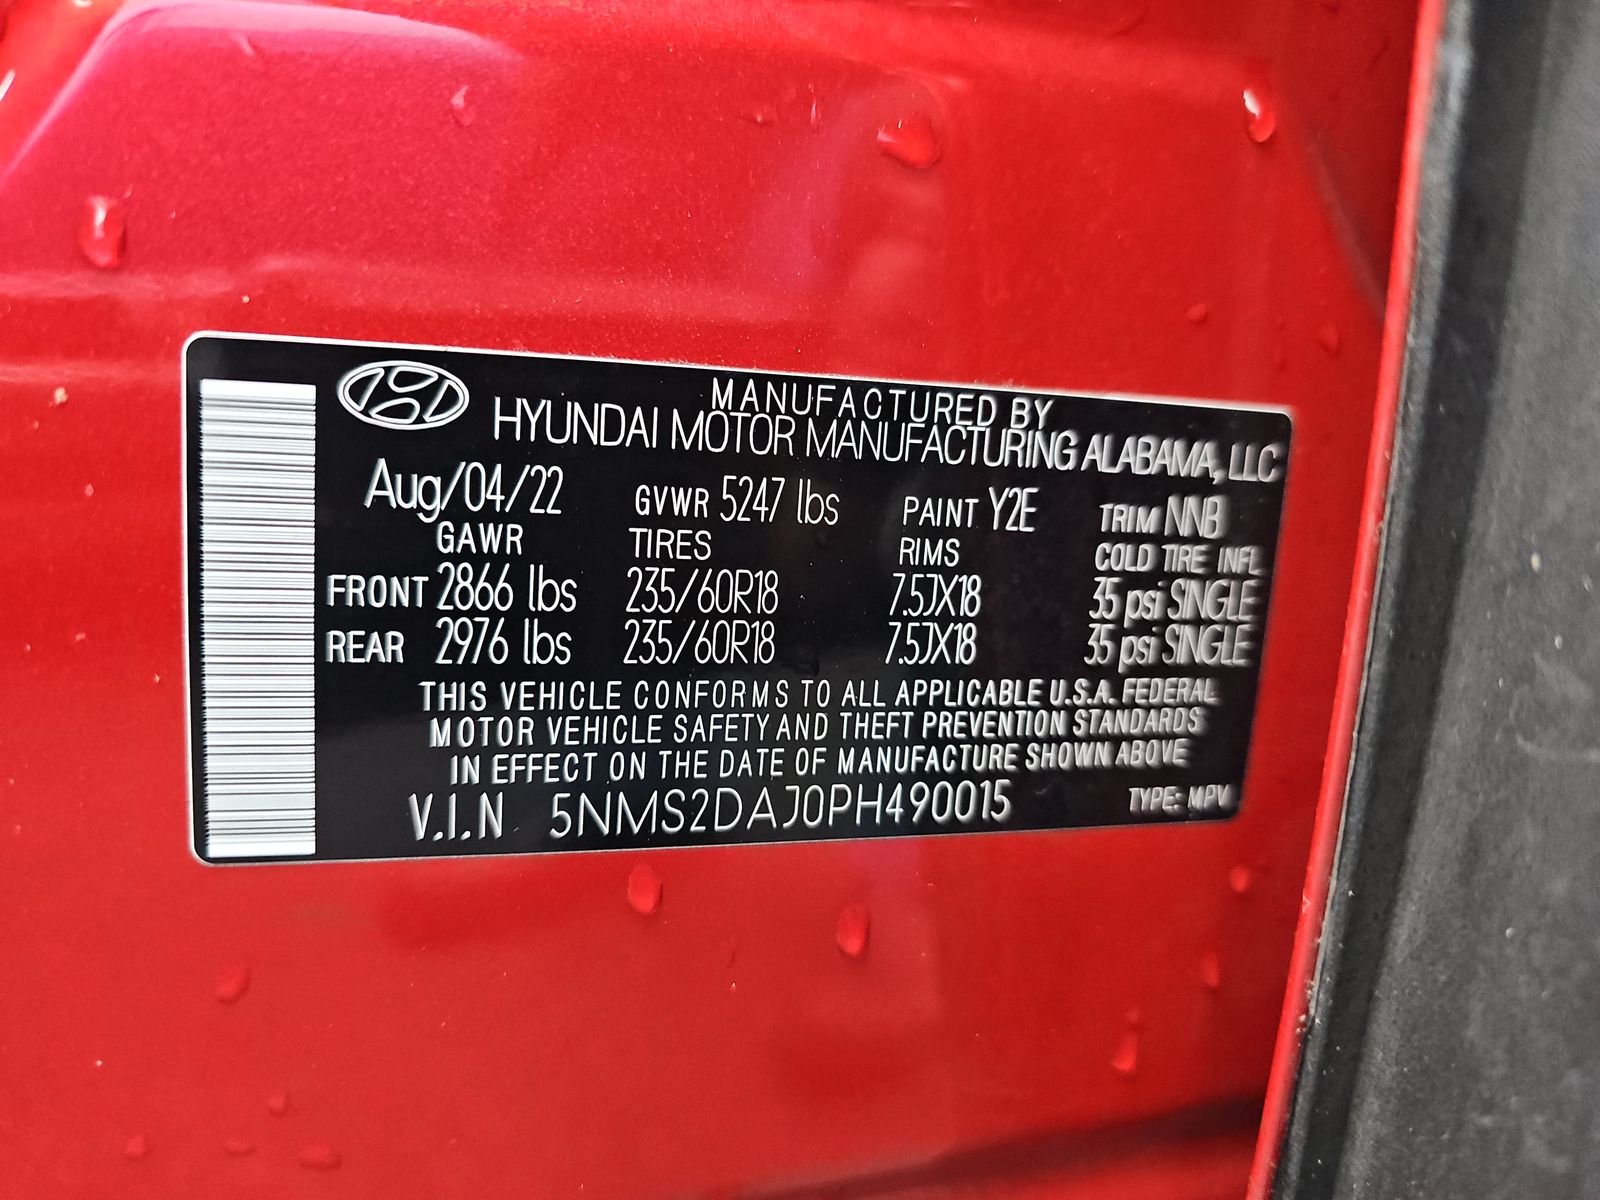 MANUFACTURED BY
HYUNDAI MOTOR MANUFACTURING ALABAMA, LLC
Aug/04/22 GVWR 5247 lbs PAINT Y2E TRIM NNB
GAWR TIRES RIMS COLD TIRE INFL
FRONT 2866 lbs 235/60R18 7.5JX18 35 psi SINGLE
REAR 2976 lbs 235/60R18 7.5JX18 35 psi SINGLE
THIS VEHICLE CONFORMS TO ALL APPLICABLE U.S.A. FEDERAL
MOTOR VEHICLE SAFETY AND THEFT PREVENTION STANDARDS
IN EFFECT ON THE DATE OF MANUFACTURE SHOWN ABOVE
V.I.N 5NMS2DAJ0PH490015 TYPE: MPV